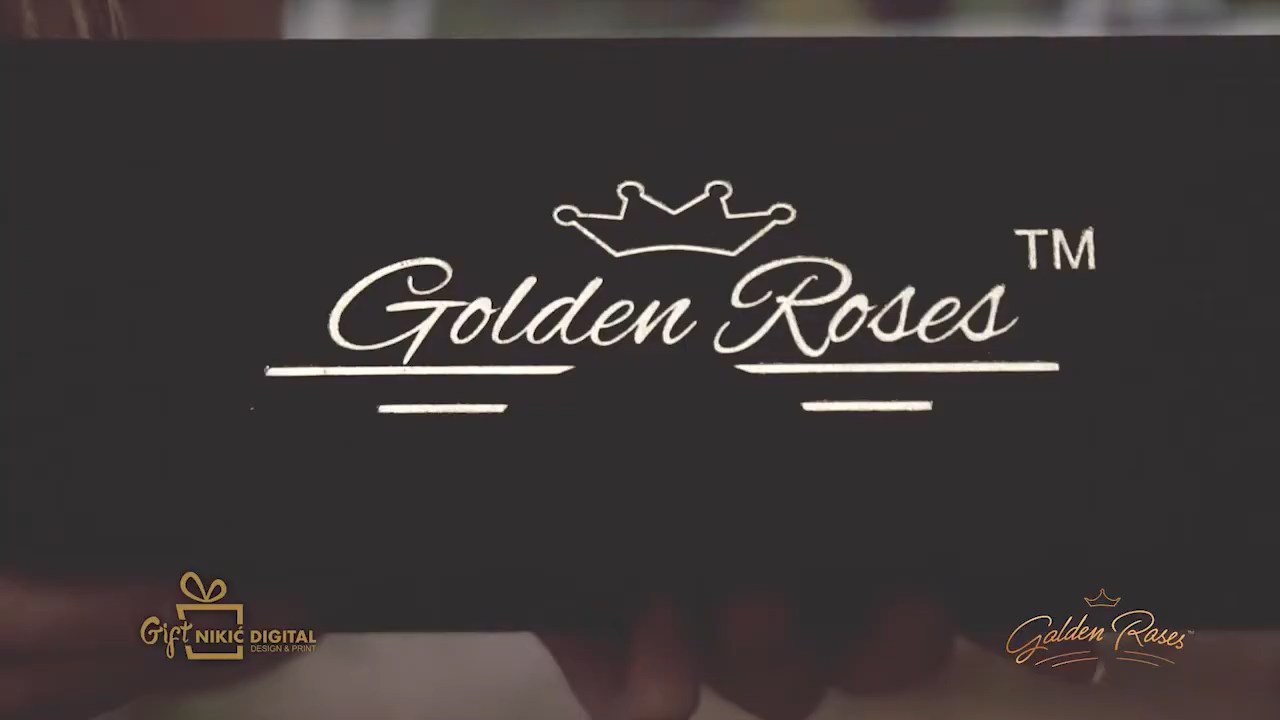 Golden Roses TM
Gift NIKIĆ DIGITAL
DESIGN & PRINT
Golden Roses